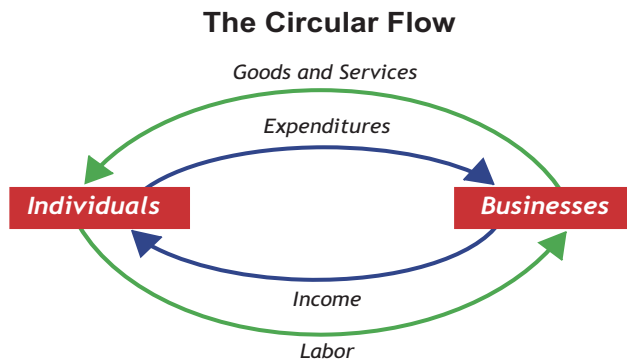 The Circular Flow
Goods and Services
Expenditures
Individuals
Businesses
Income
Labor